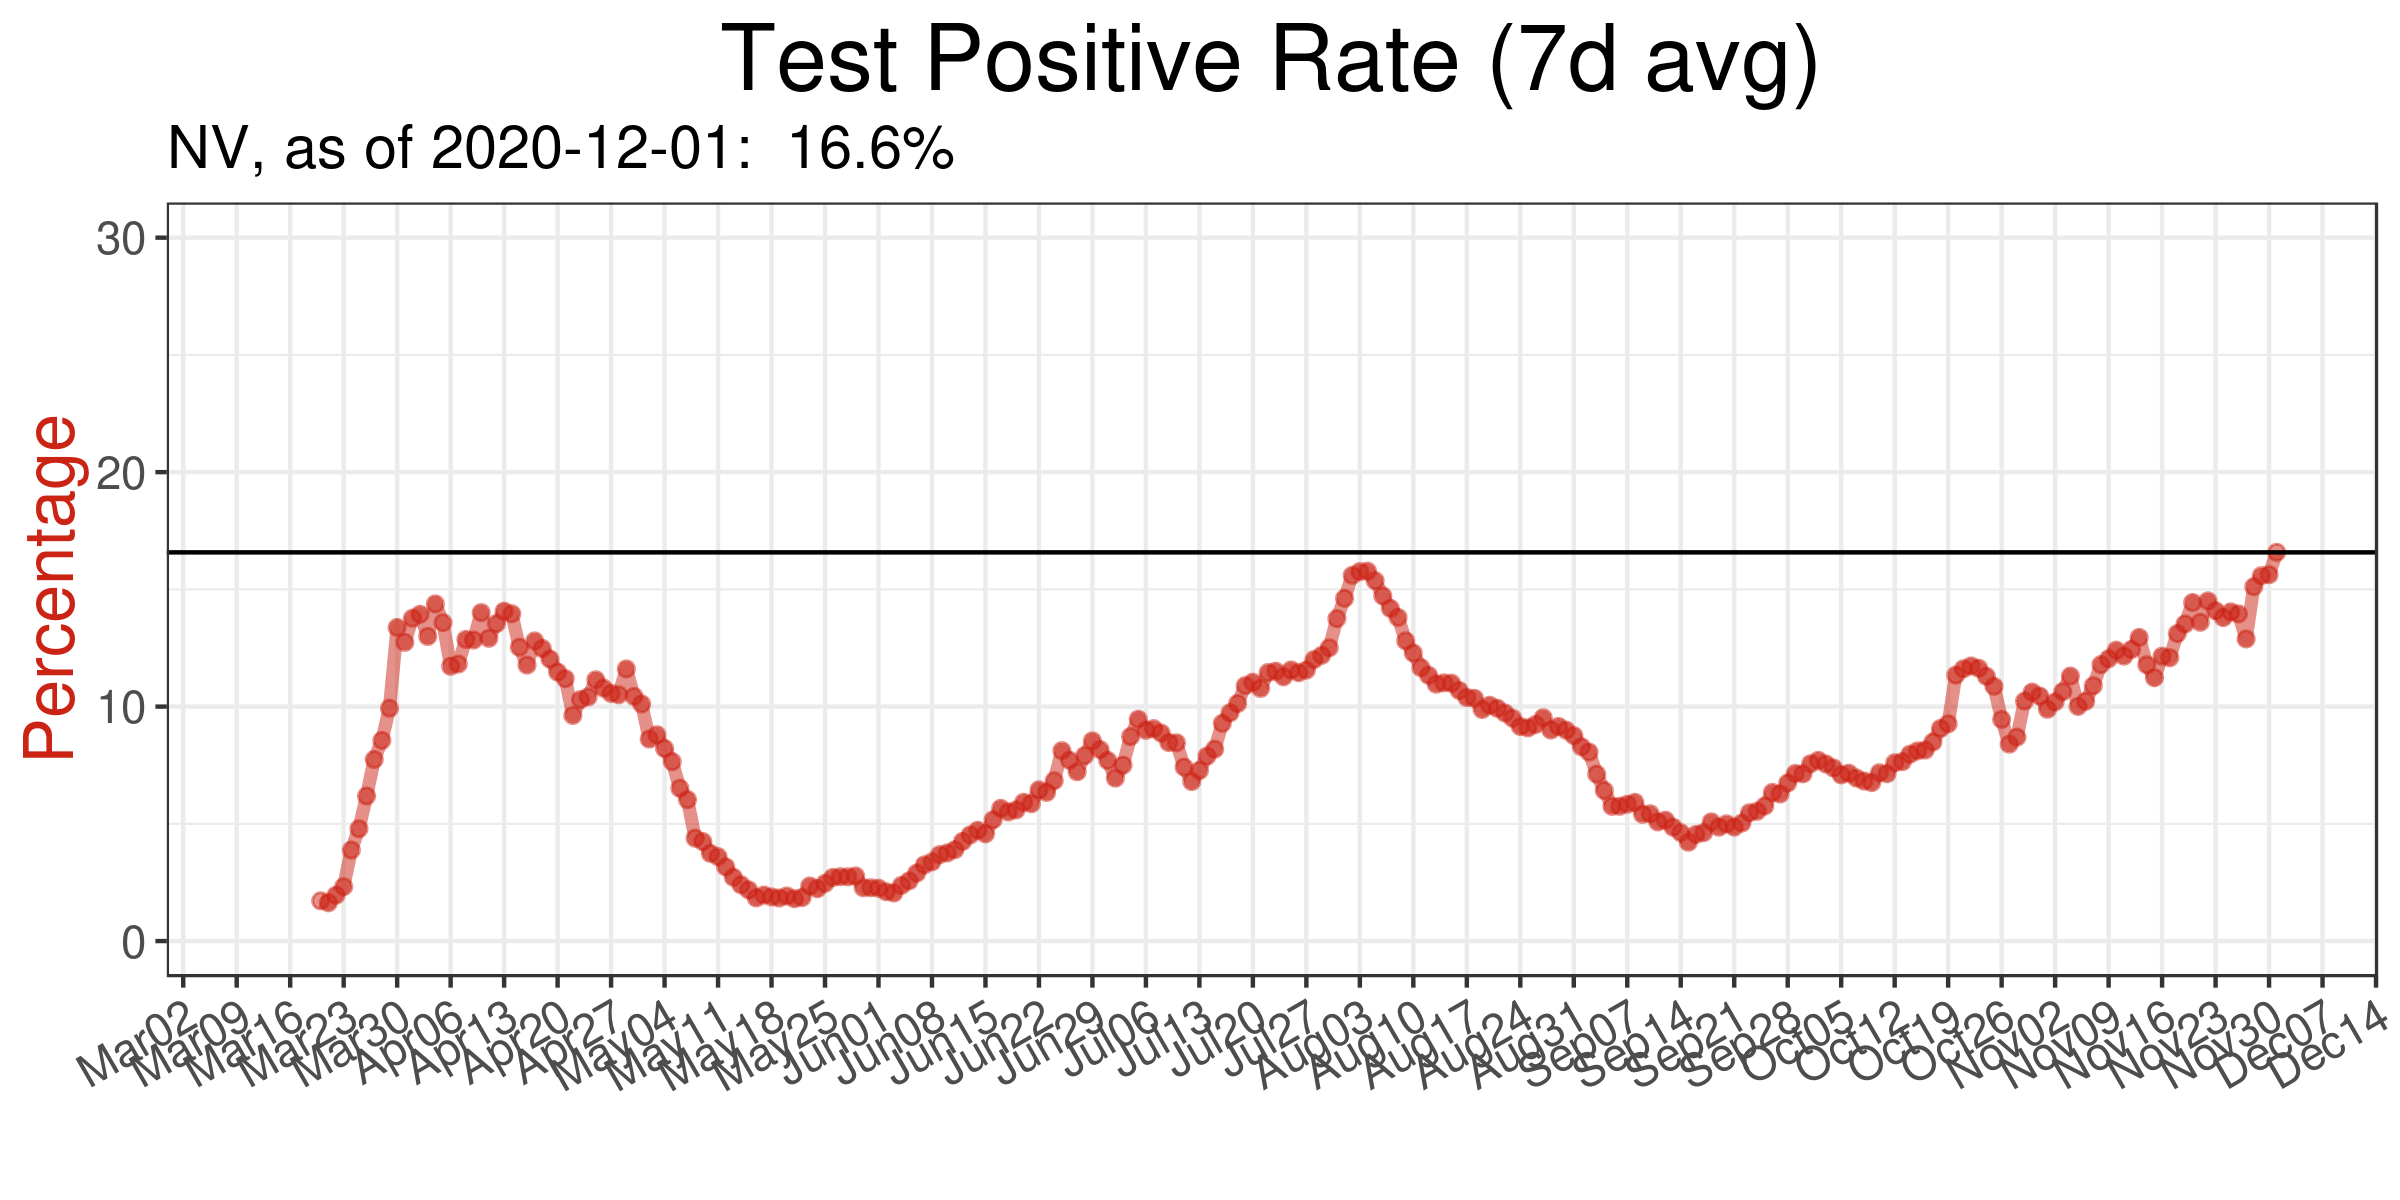 Test Positive Rate (7d avg)
NV, as of 2020-12-01:  16.6%
Percentage
30
20
10
0
Mar02
Mar09
Mar16
Mar23
Mar30
Apr06
Apr13
Apr20
Apr27
May04
May11
May18
May25
Jun01
Jun08
Jun15
Jun22
Jun29
Jul06
Jul13
Jul20
Jul27
Aug03
Aug10
Aug17
Aug24
Aug31
Sep07
Sep14
Sep21
Sep28
Oct05
Oct12
Oct19
Oct26
Nov02
Nov09
Nov16
Nov23
Nov30
Dec07
Dec14